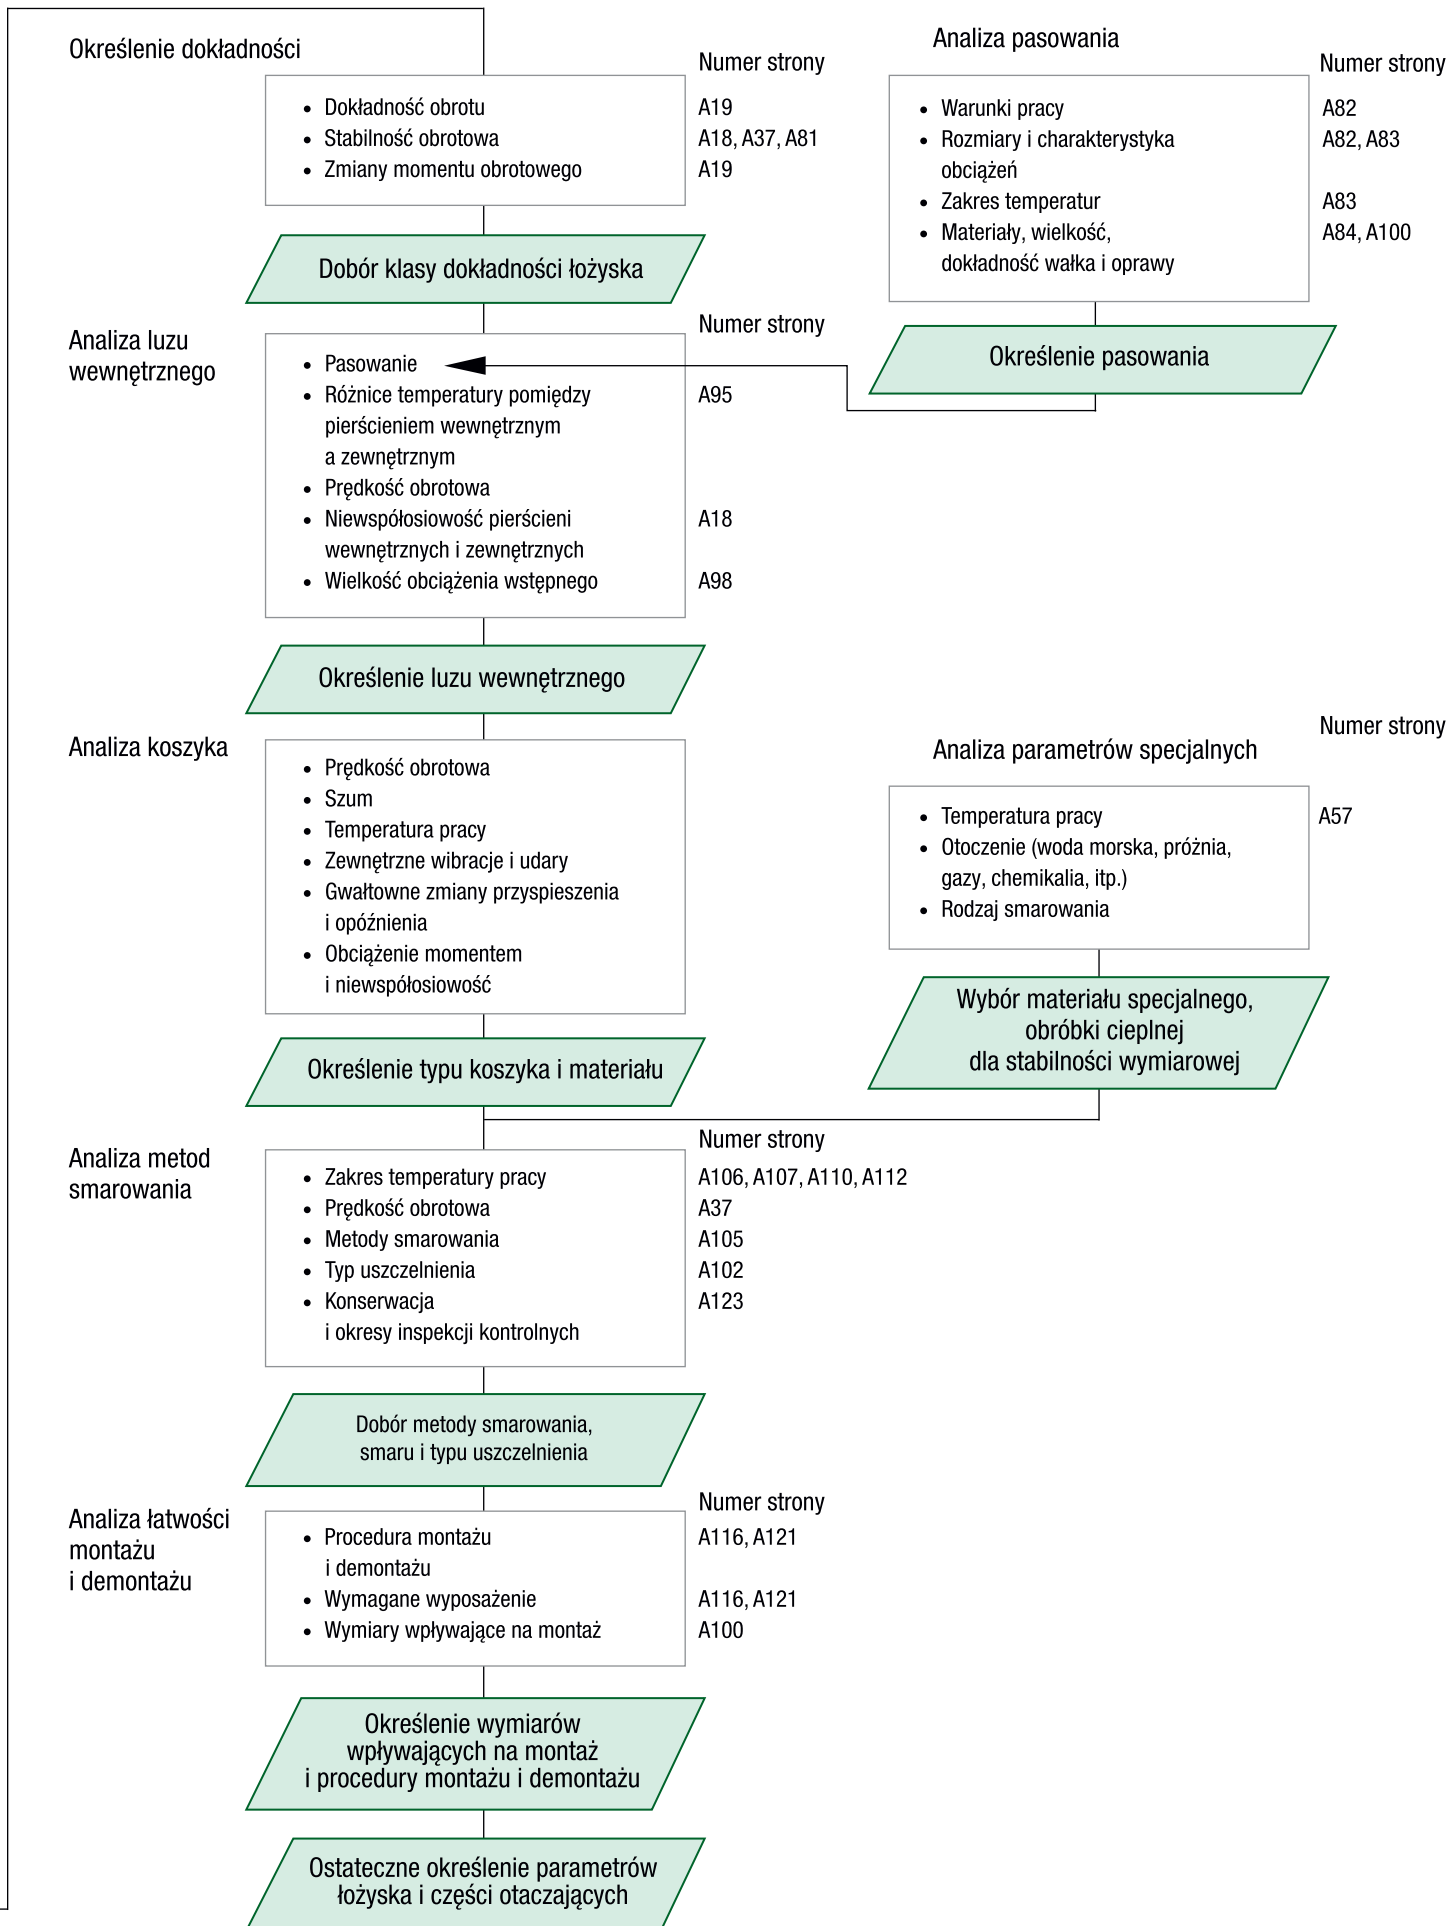 Określenie dokładności
Numer strony
• Dokładność obrotu A19
• Stabilność obrotowa A18, A37, A81
• Zmiany momentu obrotowego A19
Dobór klasy dokładności łożyska
Analiza pasowania
Numer strony
• Warunki pracy A82
• Rozmiary i charakterystyka A82, A83
obciążeń
• Zakres temperatur A83
• Materiały, wielkość, A84, A100
dokładność wałka i oprawy
Określenie pasowania
Analiza luzu
wewnętrznego
Numer strony
• Pasowanie
• Różnice temperatury pomiędzy A95
pierścieniem wewnętrznym
a zewnętrznym
• Prędkość obrotowa
• Niewspółosiowość pierścieni A18
wewnętrznych i zewnętrznych
• Wielkość obciążenia wstępnego A98
Określenie luzu wewnętrznego
Analiza koszyka
• Prędkość obrotowa
• Szum
• Temperatura pracy
• Zewnętrzne wibracje i udary
• Gwałtowne zmiany przyspieszenia
i opóźnienia
• Obciążenie momentem
i niewspółosiowość
Określenie typu koszyka i materiału
Numer strony
Analiza parametrów specjalnych
• Temperatura pracy A57
• Otoczenie (woda morska, próżnia,
gazy, chemikalia, itp.)
• Rodzaj smarowania
Wybór materiału specjalnego,
obróbki cieplnej
dla stabilności wymiarowej
Analiza metod
smarowania
Numer strony
• Zakres temperatury pracy A106, A107, A110, A112
• Prędkość obrotowa A37
• Metody smarowania A105
• Typ uszczelnienia A102
• Konserwacja A123
i okresy inspekcji kontrolnych
Dobór metody smarowania,
smaru i typu uszczelnienia
Analiza łatwości
montażu
i demontażu
Numer strony
• Procedura montażu A116, A121
i demontażu
• Wymagane wyposażenie A116, A121
• Wymiary wpływające na montaż A100
Określenie wymiarów
wpływających na montaż
i procedury montażu i demontażu
Ostateczne określenie parametrów
łożyska i części otaczających